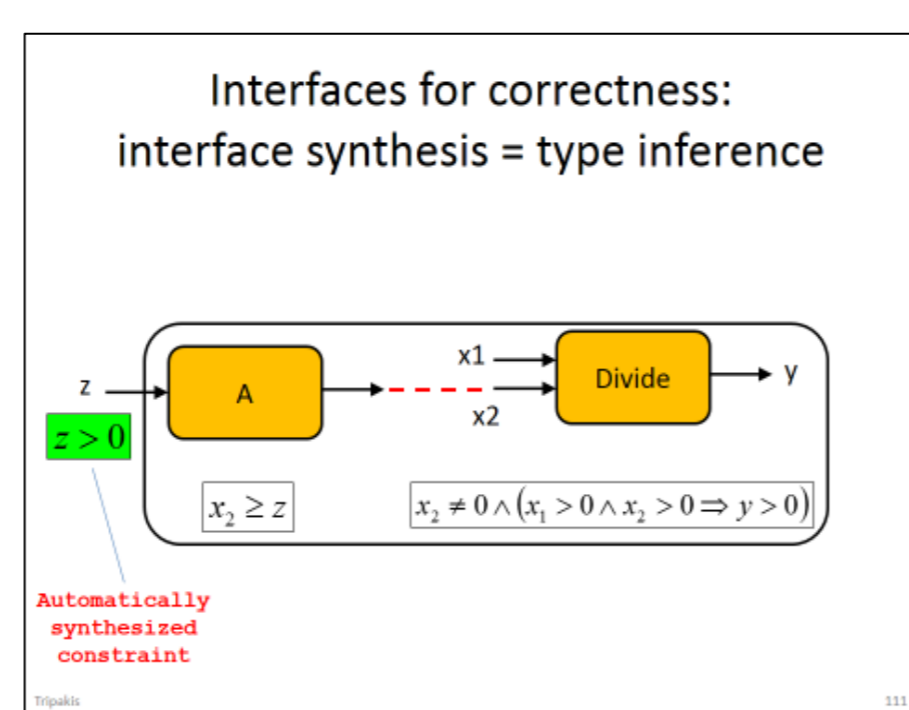 Interfaces for correctness:
interface synthesis = type inference
z
A
x1
x2
Divide
y
z > 0
x₂ ≥ z
x₂ ≠ 0 ∧ (x₁ > 0 ∧ x₂ > 0 ⇒ y > 0)
Automatically
synthesized
constraint
Tripakis
111